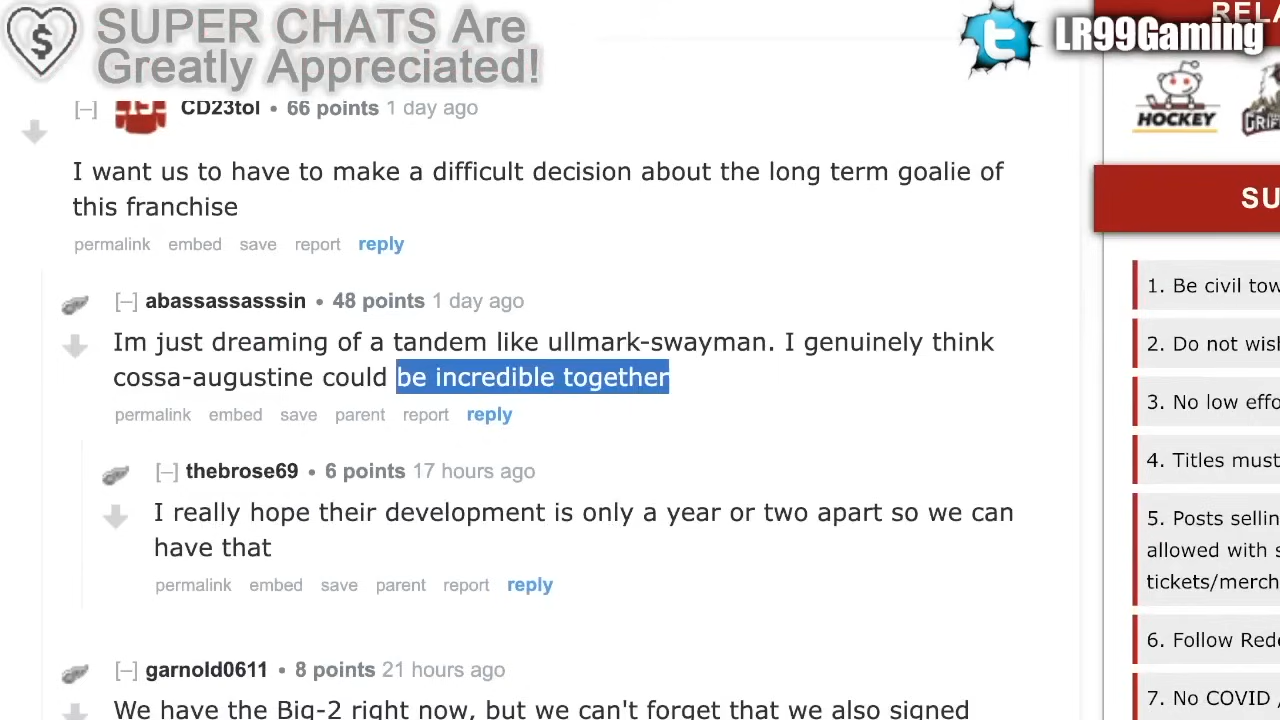 SUPER CHATS Are
Greatly Appreciated!
LR99Gaming
[–] CD23tol • 66 points 1 day ago
HOCKEY
I want us to have to make a difficult decision about the long term goalie of
this franchise
permalink embed save report reply
SU
[–] abassassasssin • 48 points 1 day ago
Im just dreaming of a tandem like ullmark-swayman. I genuinely think
cossa-augustine could be incredible together
permalink embed save parent report reply
[–] thebrose69 • 6 points 17 hours ago
I really hope their development is only a year or two apart so we can
have that
permalink embed save parent report reply
[–] garnold0611 • 8 points 21 hours ago
We have the Big-2 right now, but we can't forget that we also signed
1. Be civil tow
2. Do not wish
3. No low effo
4. Titles must
5. Posts sellin
allowed with s
tickets/merch
6. Follow Redd
7. No COVID